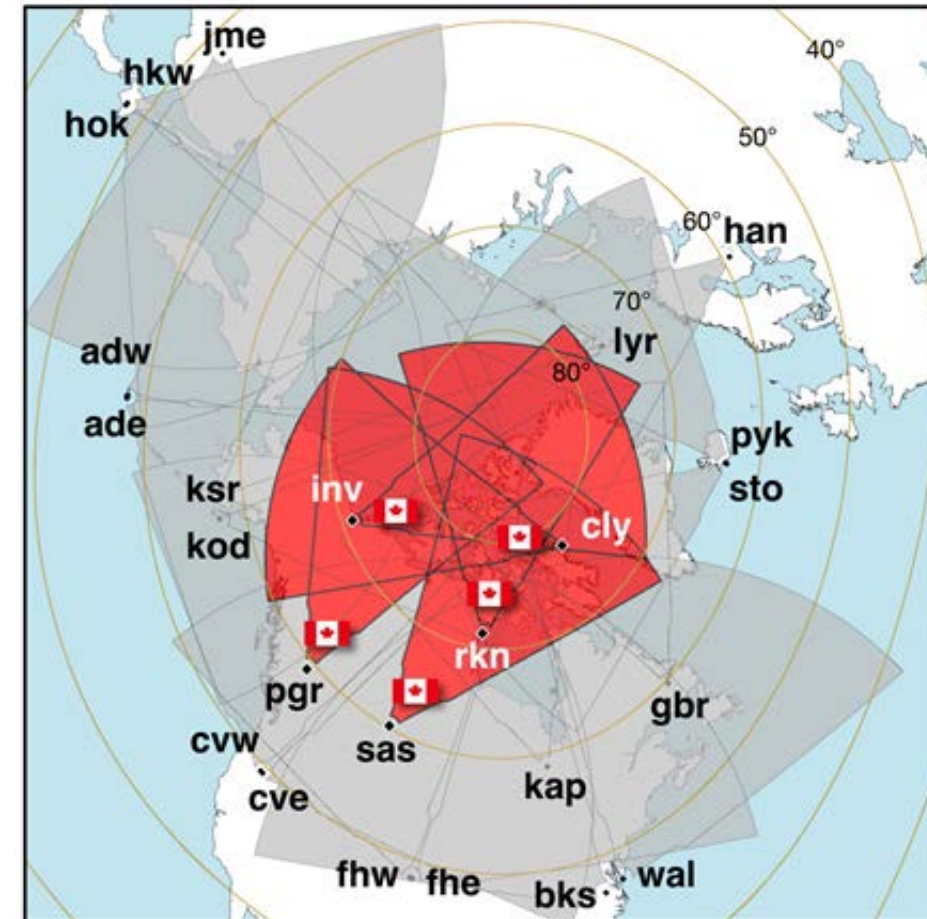 jme
40°
hkw
hok
50°
60°
han
70°
lyr
adw
80°
ade
pyk
ksr
sto
inv
kod
cly
rkn
pgr
gbr
cvw
sas
kap
cve
fhw
fhe
wal
bks